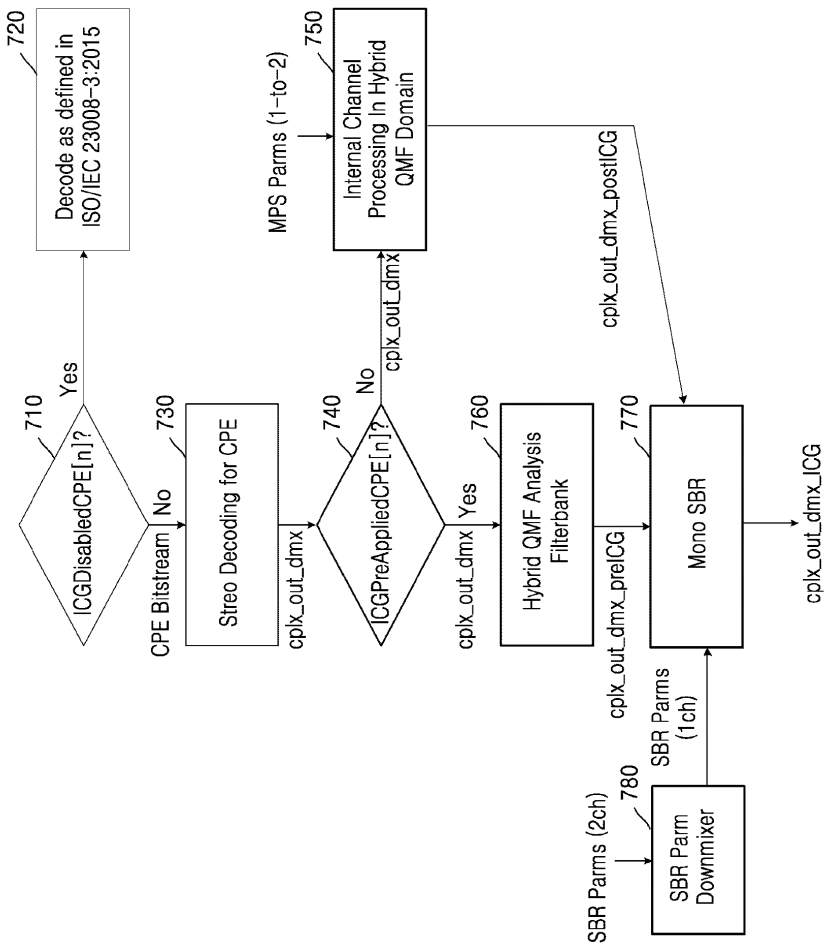 710
ICGDisabledCPE[n]?
Yes
720
Decode as defined in
ISO/IEC 23008-3:2015
CPE Bitstream
No
730
Streo Decoding for CPE
cplx_out_dmx
740
ICGPreAppliedCPE[n]?
No
cplx_out_dmx
MPS Parms (1-to-2)
750
Internal Channel
Processing In Hybrid
QMF Domain
cplx_out_dmx
Yes
760
Hybrid QMF Analysis
Filterbank
cplx_out_dmx_preICG
cplx_out_dmx_postICG
SBR Parms (2ch)
780
SBR Parm
Downmixer
SBR Parms
(1ch)
770
Mono SBR
cplx_out_dmx_ICG